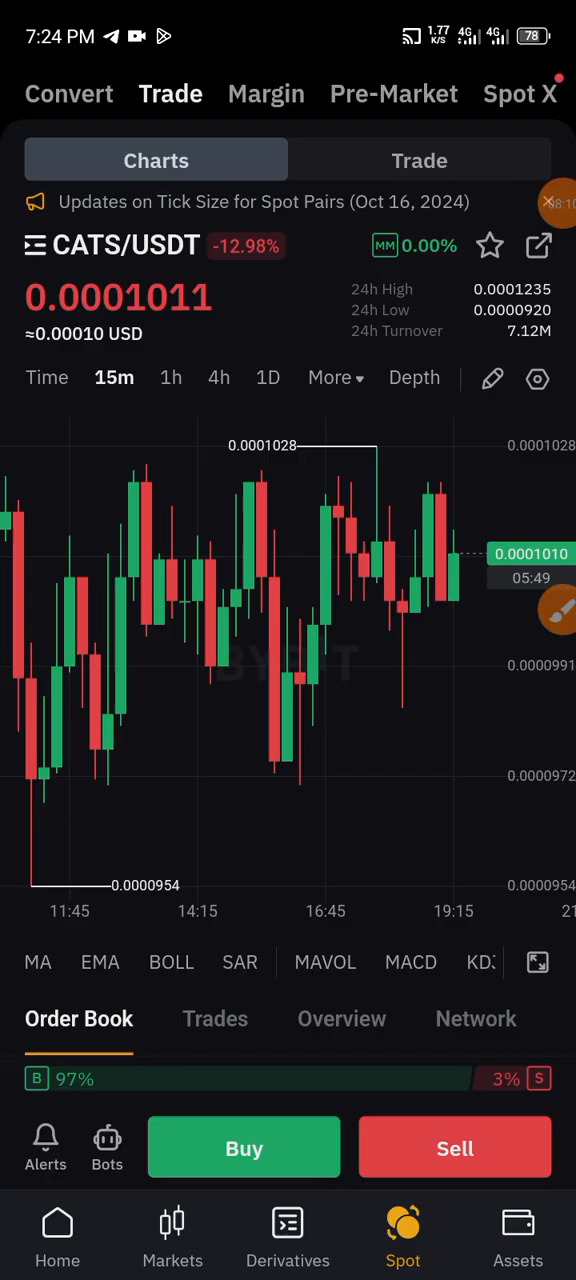 7:24 PM 1.77 K/S 4G 4G 78
Convert Trade Margin Pre-Market Spot X
Charts Trade
Updates on Tick Size for Spot Pairs (Oct 16, 2024)
CATS/USDT -12.98% MM 0.00%
0.0001011
≈0.00010 USD
24h High 0.0001235
24h Low 0.0000920
24h Turnover 7.12M
Time 15m 1h 4h 1D More Depth
0.0001028 0.0001028
0.0001010
05:49
0.0000991
0.0000972
0.0000954 0.0000954
11:45 14:15 16:45 19:15 21
MA EMA BOLL SAR MAVOL MACD KDJ
Order Book Trades Overview Network
B 97% 3% S
Alerts Bots Buy Sell
Home Markets Derivatives Spot Assets